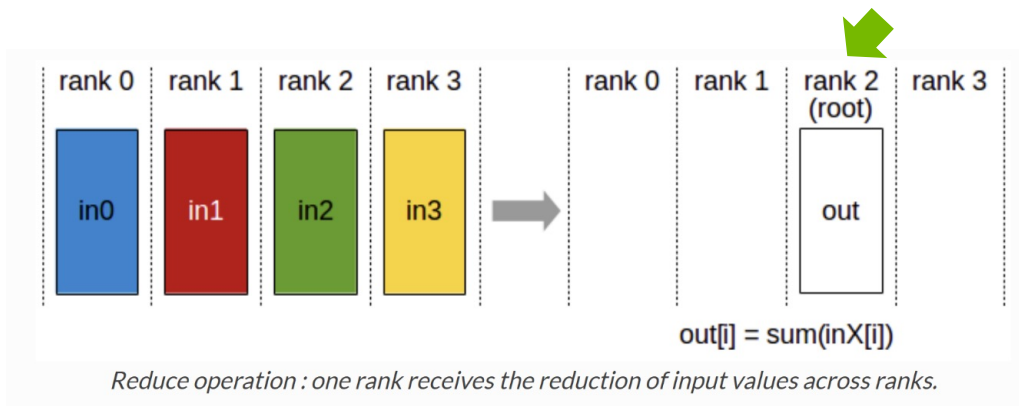 rank 0 rank 1 rank 2 rank 3 rank 0 rank 1 rank 2 rank 3
(root)
in0 in1 in2 in3 out
out[i] = sum(inX[i])
Reduce operation : one rank receives the reduction of input values across ranks.